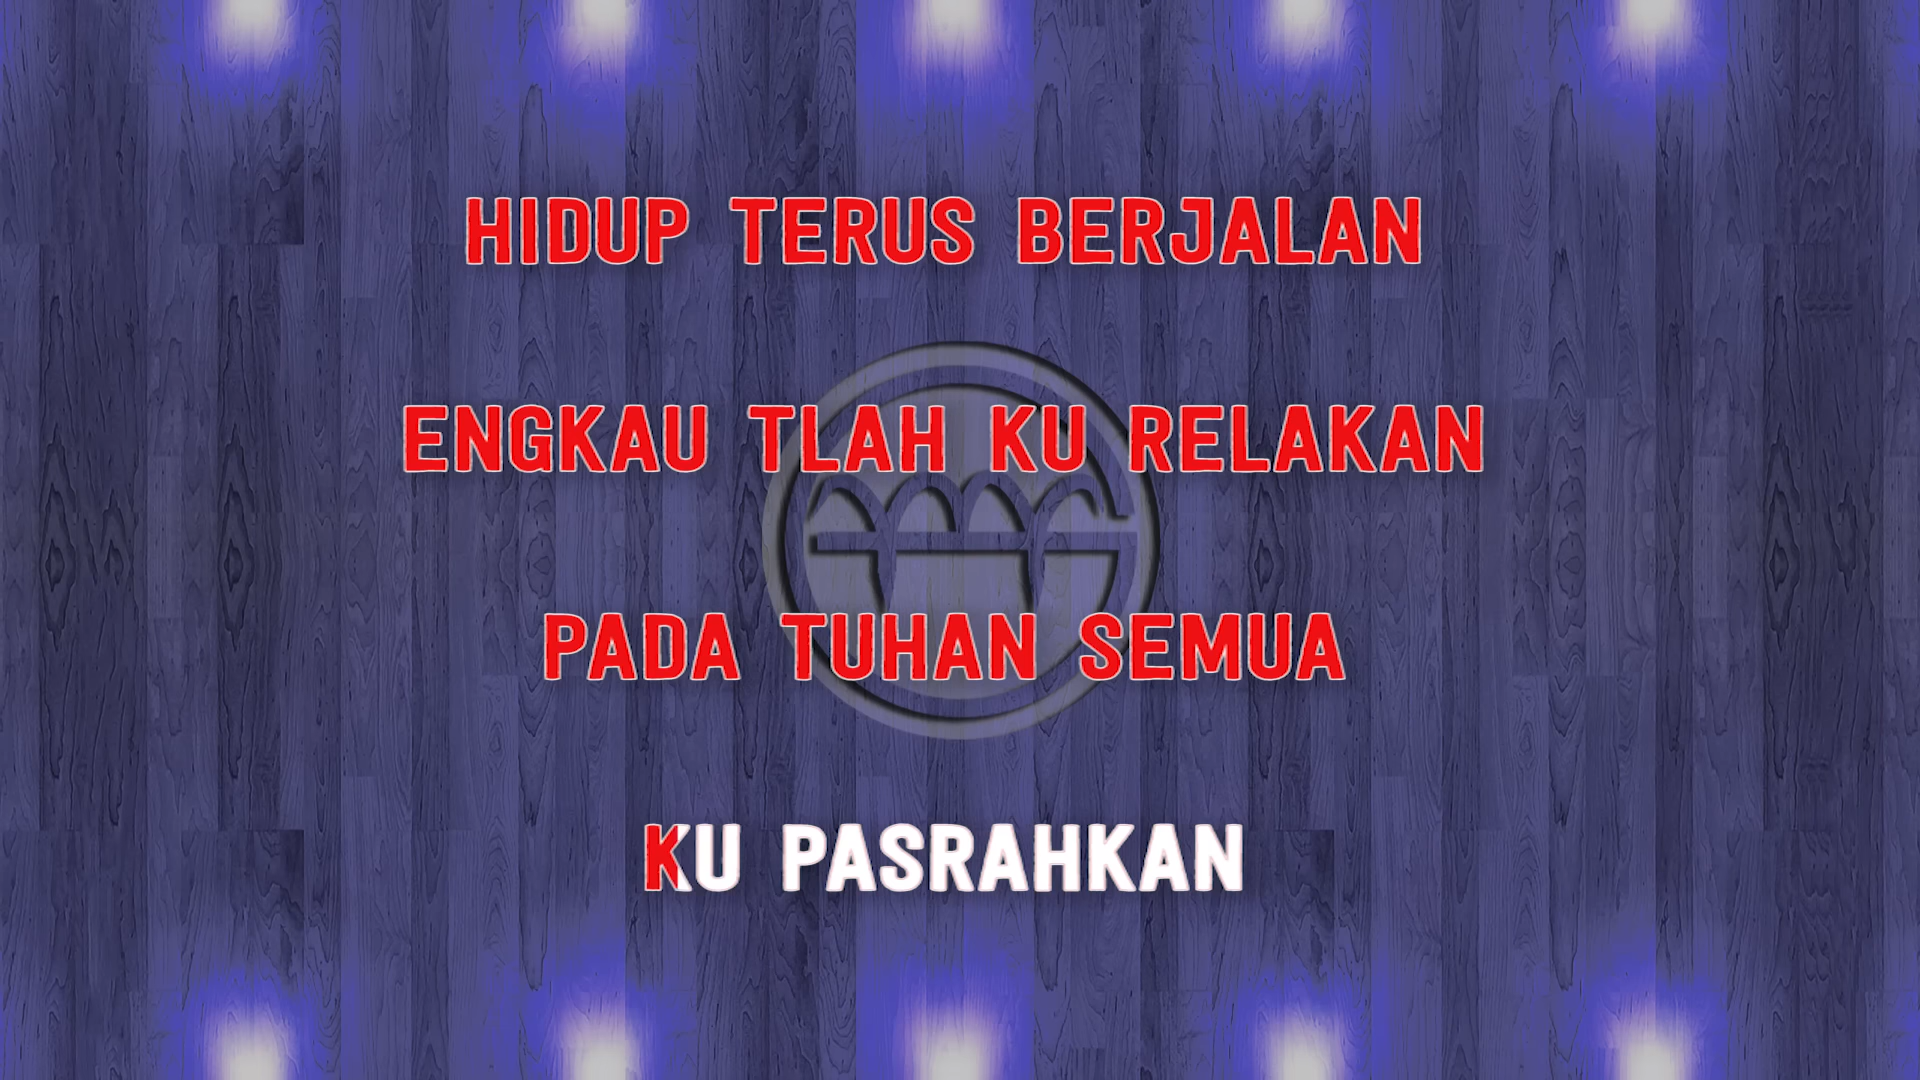 HIDUP TERUS BERJALAN
ENGKAU TLAH KU RELAKAN
PADA TUHAN SEMUA
KU PASRAHKAN